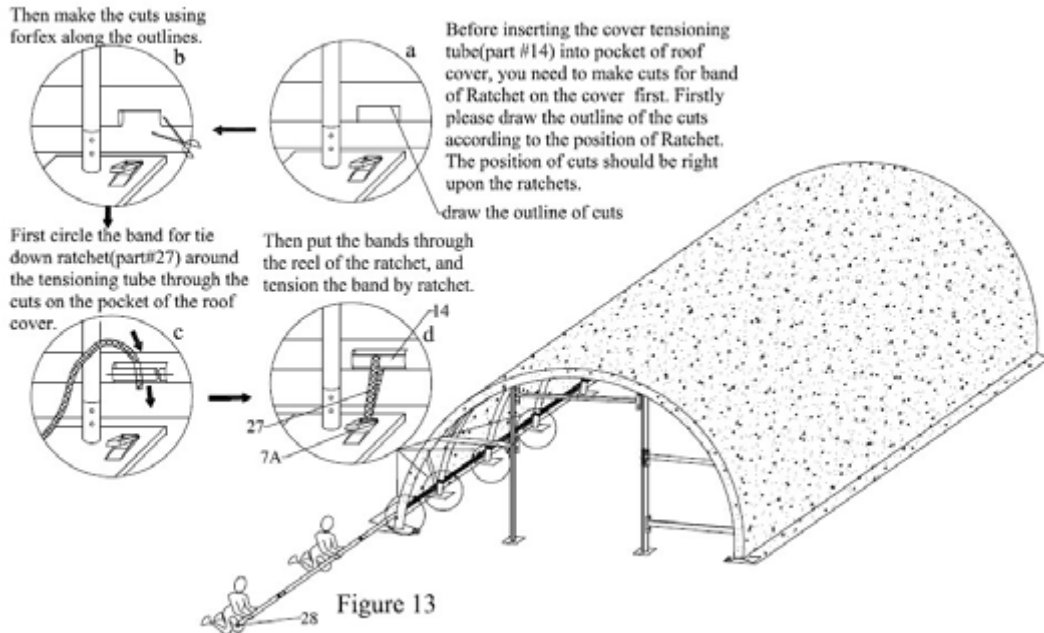 Then make the cuts using
forfex along the outlines.
b
a
Before inserting the cover tensioning
tube(part #14) into pocket of roof
cover, you need to make cuts for band
of Ratchet on the cover first. Firstly
please draw the outline of the cuts
according to the position of Ratchet.
The position of cuts should be right
upon the ratchets.
draw the outline of cuts
First circle the band for tie
down ratchet(part#27) around
the tensioning tube through the
cuts on the pocket of the roof
cover.
c
Then put the bands through
the reel of the ratchet, and
tension the band by ratchet.
d
14
27
7A
28
Figure 13